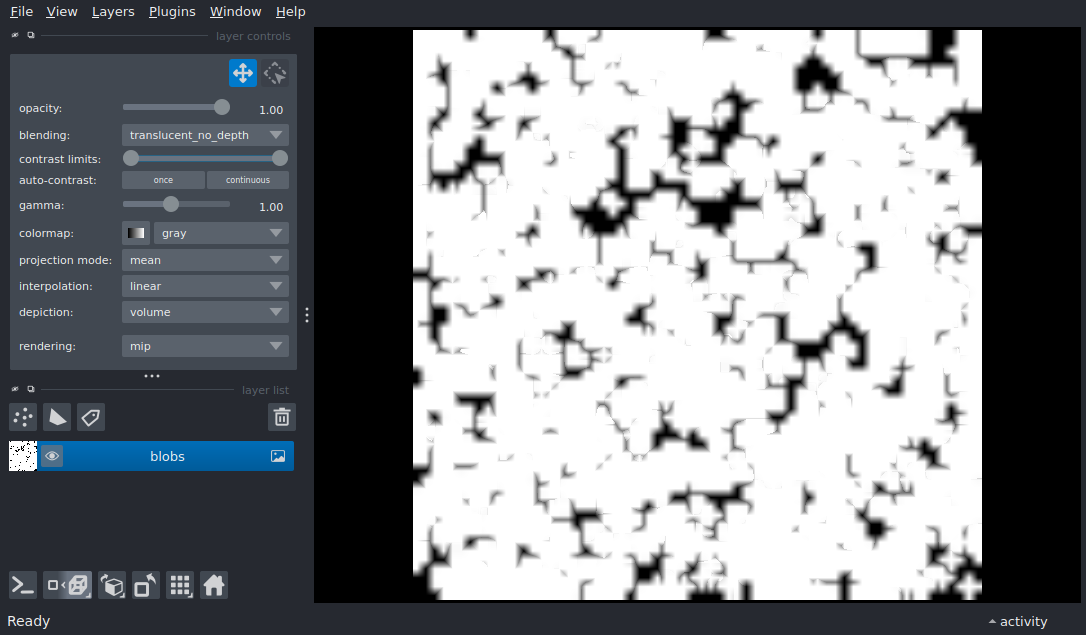 File View Layers Plugins Window Help
layer controls
opacity: 1.00
blending: translucent_no_depth
contrast limits:
auto-contrast: once continuous
gamma: 1.00
colormap: gray
projection mode: mean
interpolation: linear
depiction: volume
rendering: mip
layer list
blobs
Ready
activity